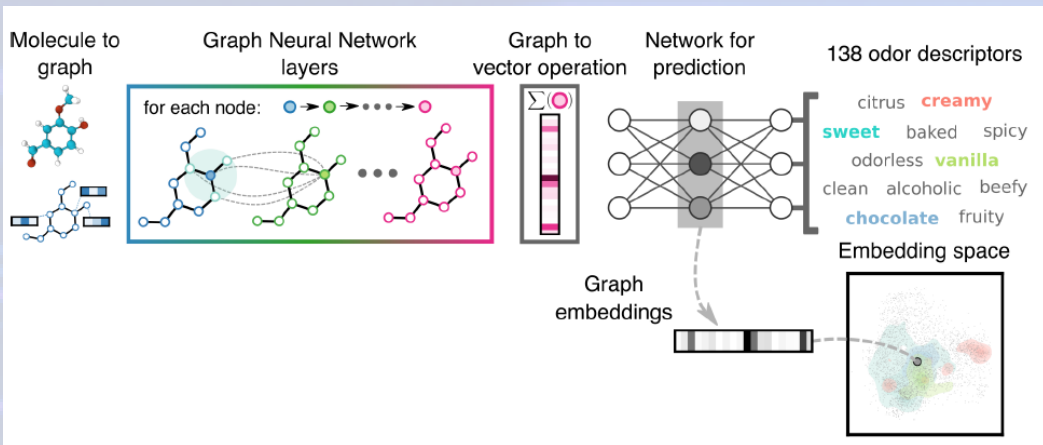 Molecule to
graph
Graph Neural Network
layers
for each node:
Graph to
vector operation
∑( )
Network for
prediction
138 odor descriptors
citrus creamy
sweet baked spicy
odorless vanilla
clean alcoholic beefy
chocolate fruity
Graph
embeddings
Embedding space